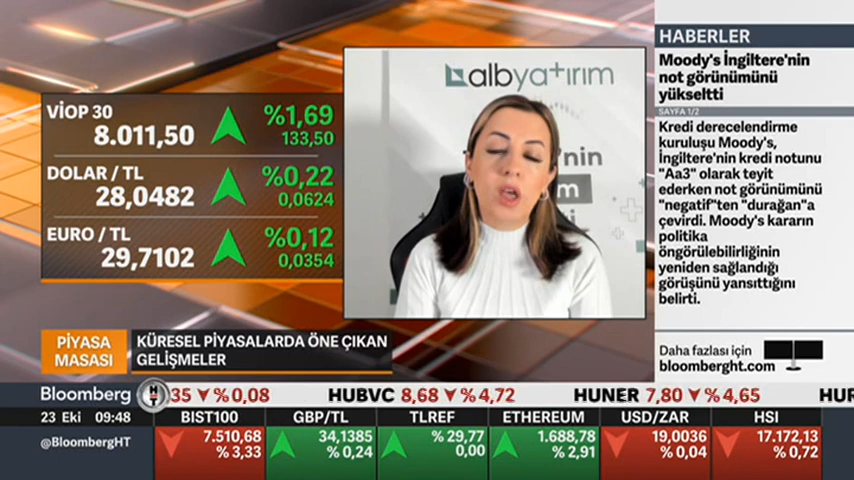 albyatırım
'nin
VİOP 30
8.011,50
%1,69
133,50
DOLAR / TL
28,0482
%0,22
0,0624
EURO / TL
29,7102
%0,12
0,0354
HABERLER
Moody's İngiltere'nin
not görünümünü
yükseltti
SAYFA 1/2
Kredi derecelendirme
kuruluşu Moody's,
İngiltere'nin kredi notunu
"Aa3" olarak teyit
ederken not görünümünü
"negatif"ten "durağan"a
çevirdi. Moody's kararın
politika
öngörülebilirliğinin
yeniden sağlandığı
görüşünü yansıttığını
belirti.
Daha fazlası için
bloomberght.com
PİYASA
MASASI
KÜRESEL PİYASALARDA ÖNE ÇIKAN
GELİŞMELER
Bloomberg HT
35 %0,08 HUBVC 8,68 %4,72 HUNER 7,80 %4,65 HUR
23 Eki 09:48
@BloombergHT
BIST100
7.510,68
% 3,33
GBP/TL
34,1385
% 0,24
TLREF
% 29,77
0,00
ETHEREUM
1.688,78
% 2,91
USD/ZAR
19,0036
% 0,04
HSI
17.172,13
% 0,72